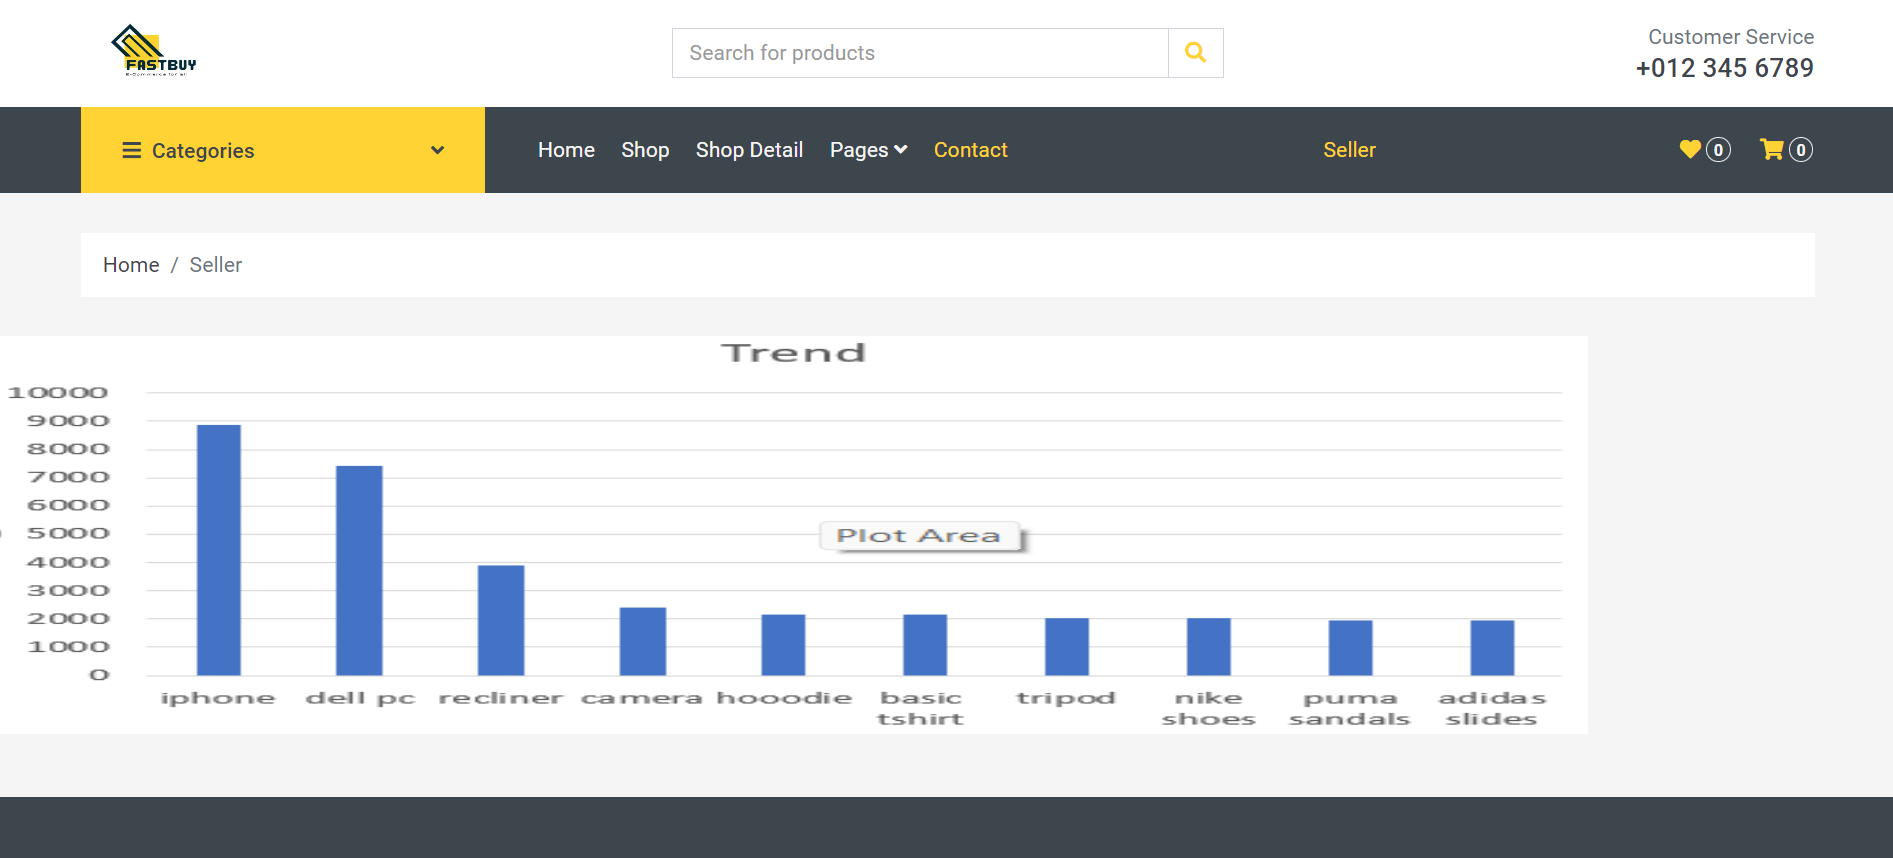 FASTBUY
E-Commerce for all
Search for products
Customer Service
+012 345 6789
Categories
Home Shop Shop Detail Pages Contact Seller 0 0
Home / Seller
Trend
10000
9000
8000
7000
6000
5000
4000
3000
2000
1000
0
Plot Area
iphone dell pc recliner camera hooodie basic tripod nike puma adidas
tshirt shoes sandals slides